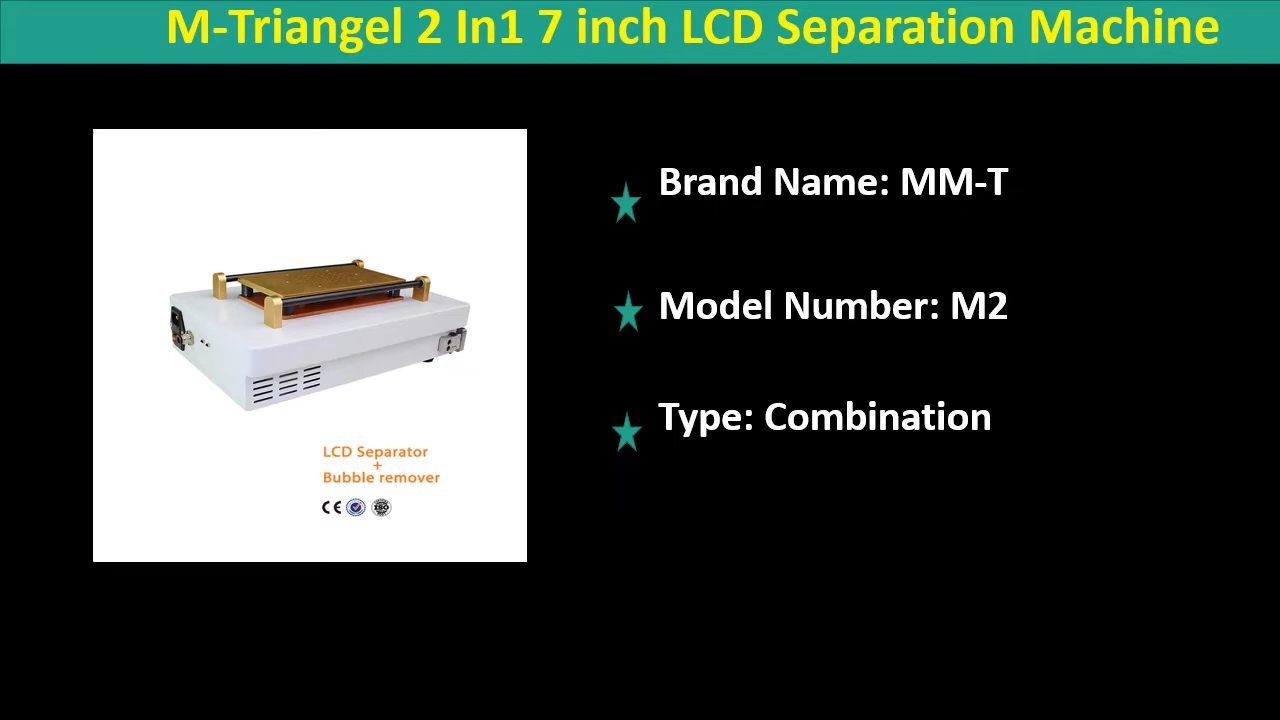 M-Triangel 2 In1 7 inch LCD Separation Machine
Brand Name: MM-T
Model Number: M2
Type: Combination
LCD Separator
+
Bubble remover
CE
ISO